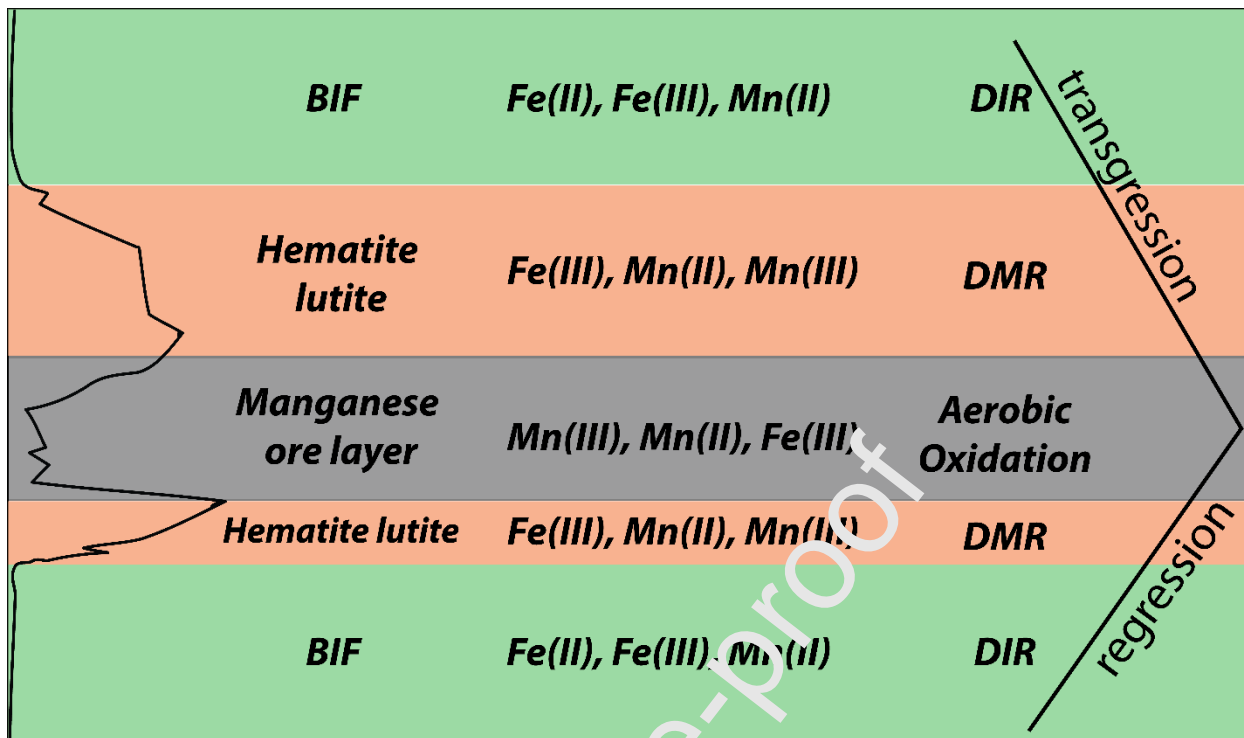 BIF Fe(II), Fe(III), Mn(II) DIR
transgression
Hematite
lutite
Fe(III), Mn(II), Mn(III) DMR
Manganese
ore layer
Mn(III), Mn(II), Fe(III)
Aerobic
Oxidation
Hematite lutite Fe(III), Mn(II), Mn(III) DMR
regression
BIF Fe(II), Fe(III), Mn(II) DIR
e-proof